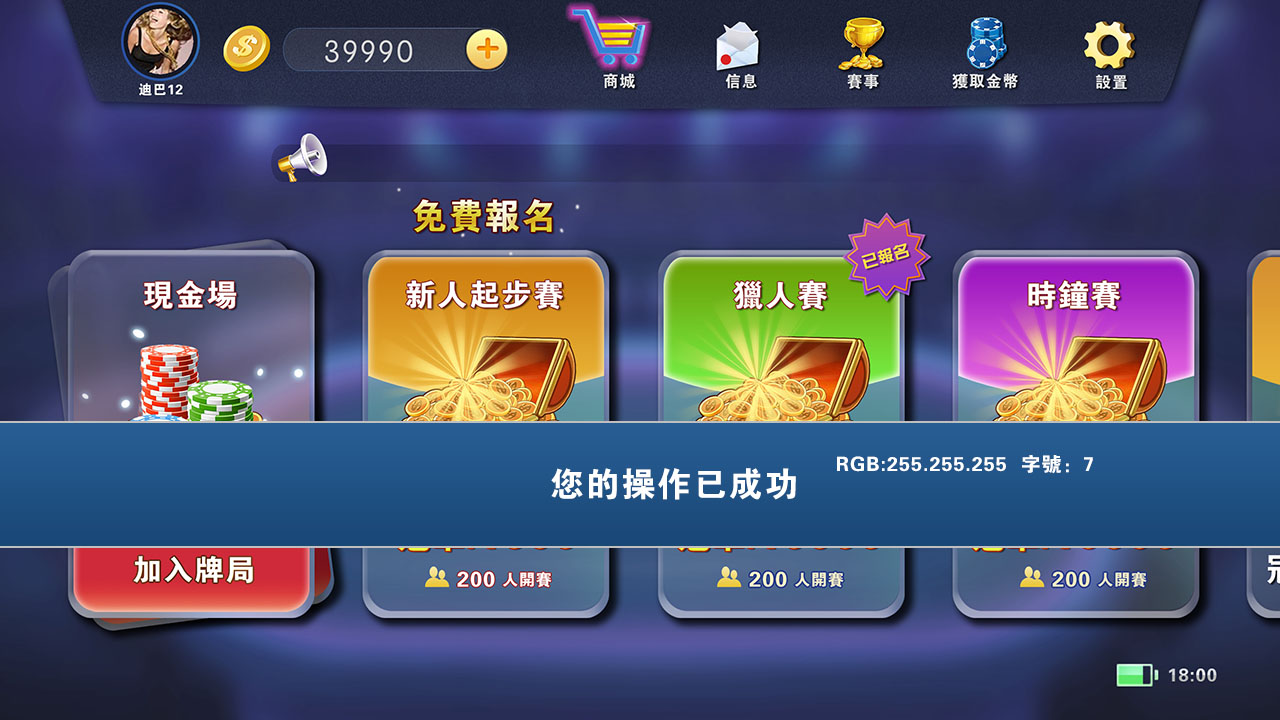 迪巴12
39990
商城
信息
賽事
獲取金幣
設置
免費報名
現金場
新人起步賽
獵人賽
已報名
時鐘賽
您的操作已成功
RGB:255.255.255 字號：7
加入牌局
200 人開賽
200 人開賽
200 人開賽
18:00